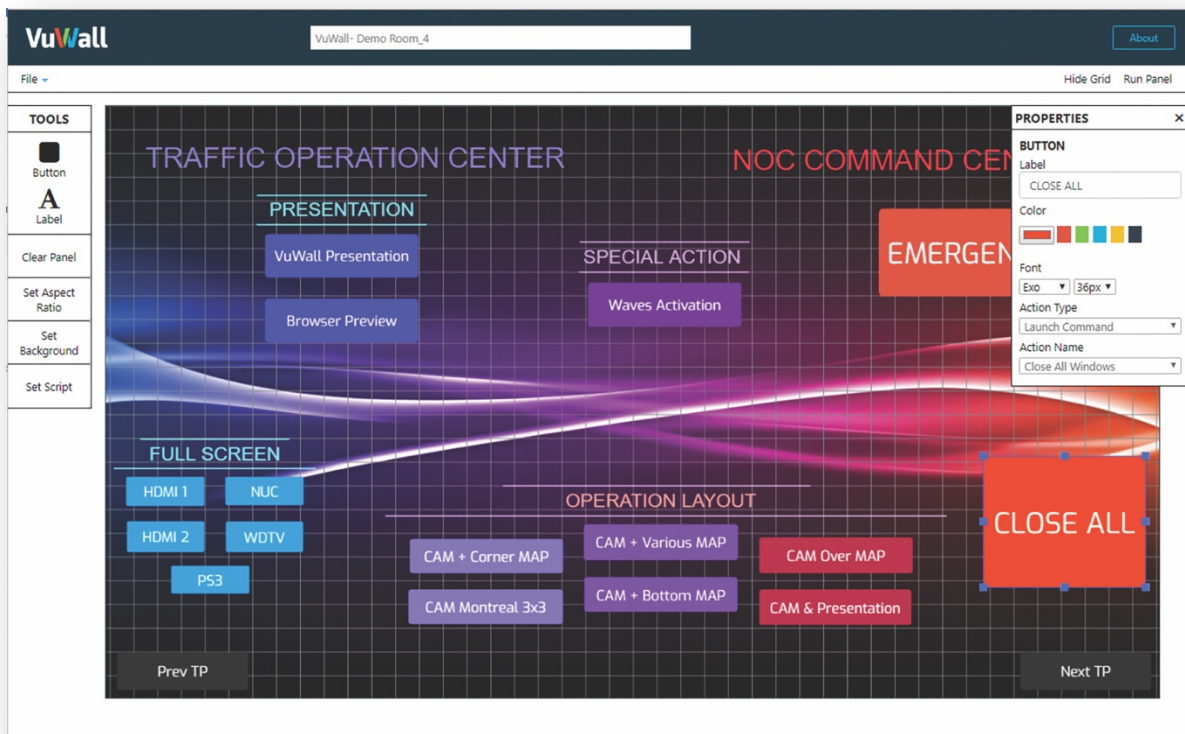 VuWall
VuWall- Demo Room_4
About
File
Hide Grid Run Panel
TOOLS
Button
A
Label
Clear Panel
Set Aspect
Ratio
Set
Background
Set Script
TRAFFIC OPERATION CENTER
NOC COMMAND CEN
PRESENTATION
VuWall Presentation
Browser Preview
SPECIAL ACTION
Waves Activation
EMERGEN
FULL SCREEN
HDMI 1
NUC
HDMI 2
WDTV
PS3
OPERATION LAYOUT
CAM + Corner MAP
CAM + Various MAP
CAM Over MAP
CAM Montreal 3x3
CAM + Bottom MAP
CAM & Presentation
CLOSE ALL
Prev TP
Next TP
PROPERTIES ×
BUTTON
Label
CLOSE ALL
Color
Font
Exo 36px
Action Type
Launch Command
Action Name
Close All Windows